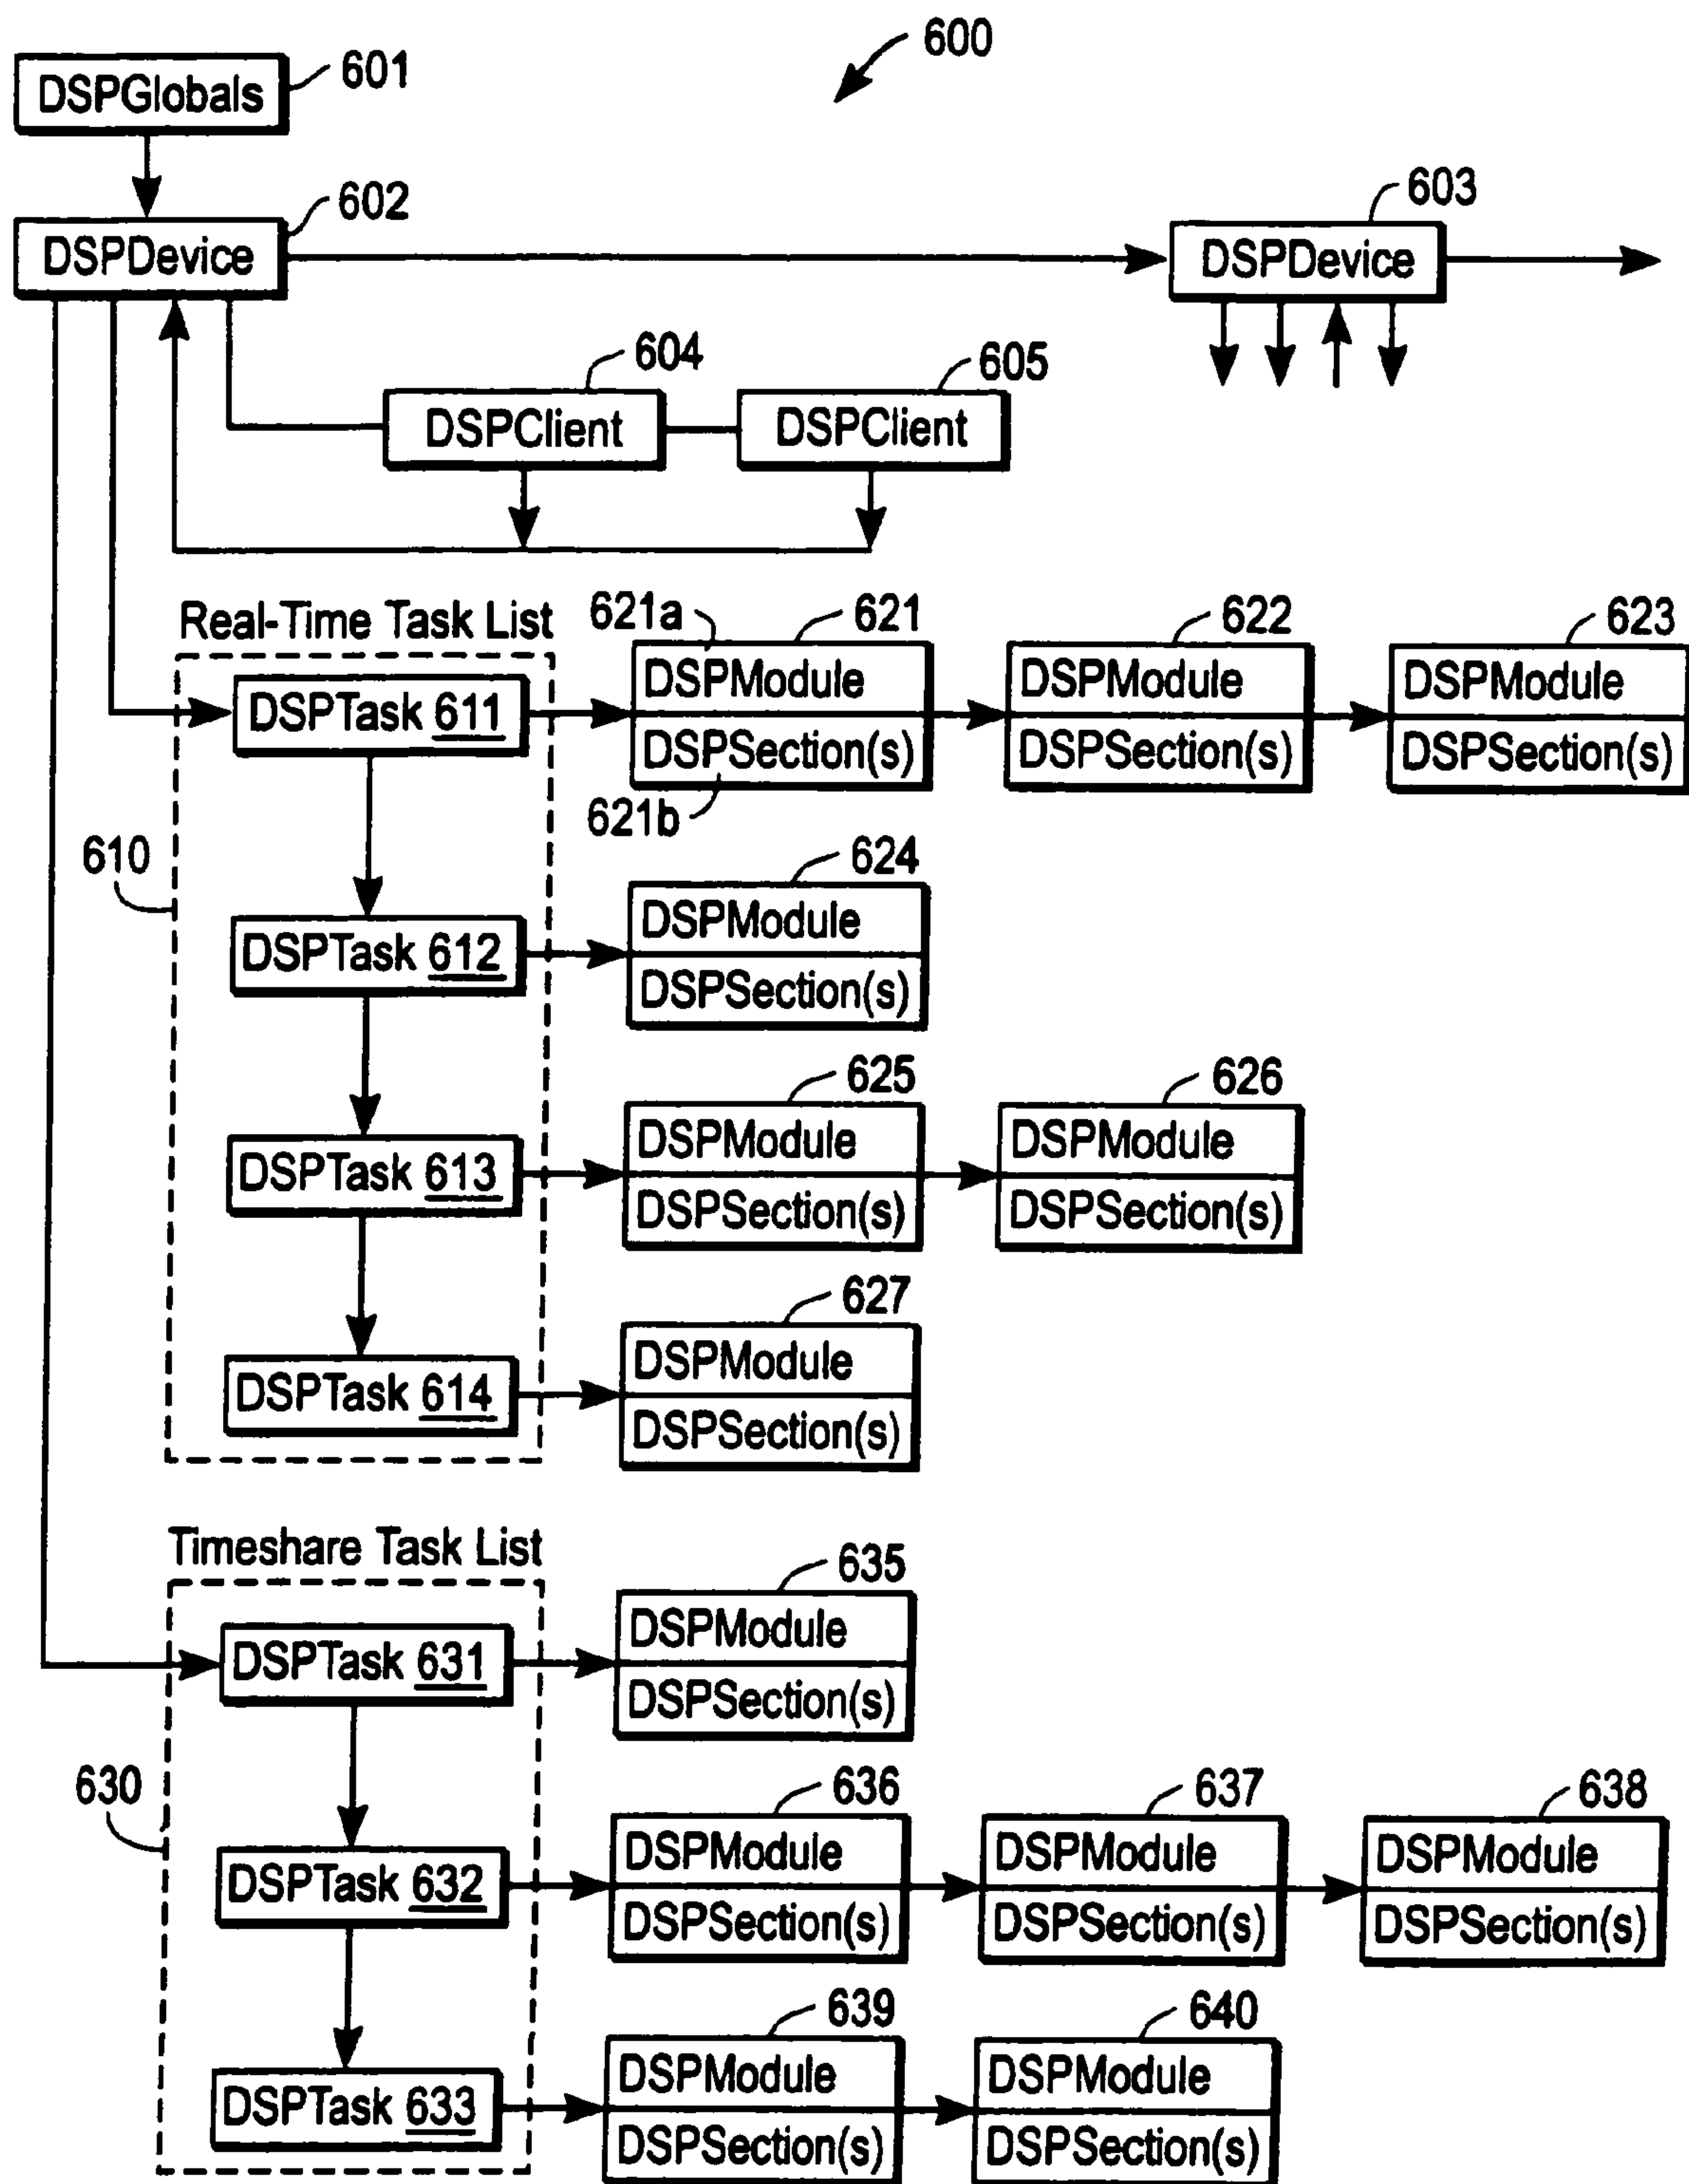 600
601
DSPGlobals
602
603
DSPDevice
DSPDevice
604
605
DSPClient
DSPClient
Real-Time Task List
621a
621
622
623
DSPTask 611
DSPModule
DSPSection(s)
DSPModule
DSPSection(s)
DSPModule
DSPSection(s)
621b
610
624
DSPTask 612
DSPModule
DSPSection(s)
625
626
DSPTask 613
DSPModule
DSPSection(s)
DSPModule
DSPSection(s)
627
DSPTask 614
DSPModule
DSPSection(s)
Timeshare Task List
635
DSPTask 631
DSPModule
DSPSection(s)
630
636
637
638
DSPTask 632
DSPModule
DSPSection(s)
DSPModule
DSPSection(s)
DSPModule
DSPSection(s)
639
640
DSPTask 633
DSPModule
DSPSection(s)
DSPModule
DSPSection(s)